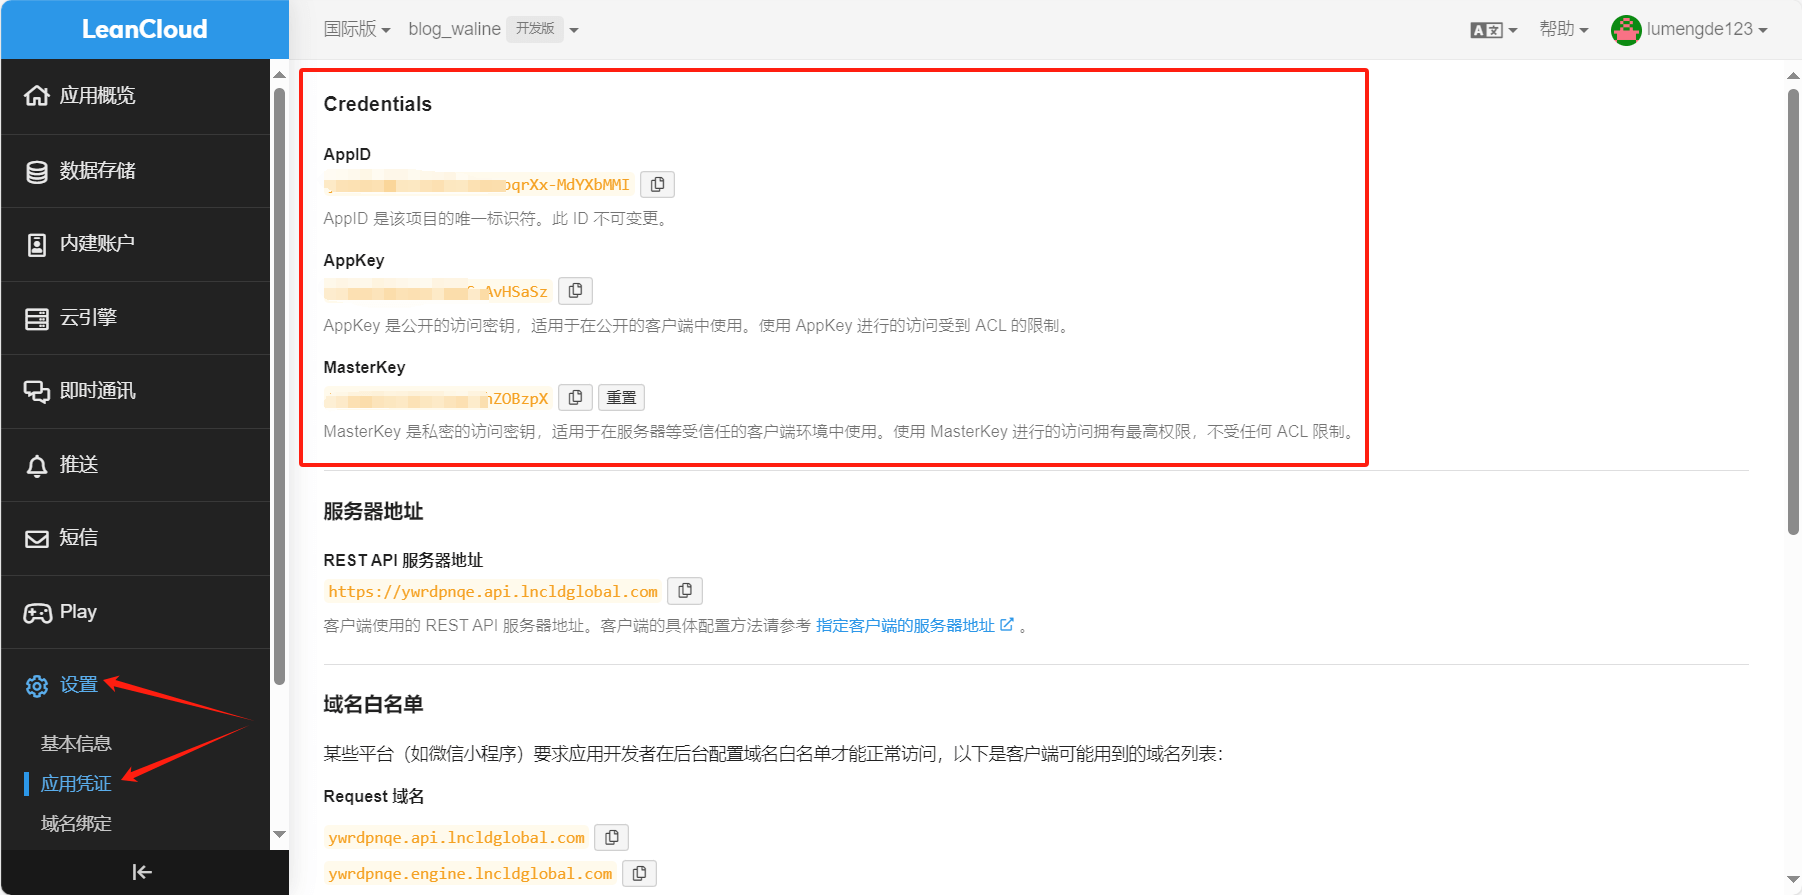 LeanCloud
国际版
blog_waline
开发版
帮助
lumengde123
应用概览
数据存储
内建账户
云引擎
即时通讯
推送
短信
Play
设置
基本信息
应用凭证
域名绑定
Credentials
AppID
qrXx-MdYXbMMI
AppID 是该项目的唯一标识符。此 ID 不可变更。
AppKey
AvHSaSz
AppKey 是公开的访问密钥，适用于在公开的客户端中使用。使用 AppKey 进行的访问受到 ACL 的限制。
MasterKey
ZOBzpX
重置
MasterKey 是私密的访问密钥，适用于在服务器等受信任的客户端环境中使用。使用 MasterKey 进行的访问拥有最高权限，不受任何 ACL 限制。
服务器地址
REST API 服务器地址
https://ywrdpnqe.api.lncldglobal.com
客户端使用的 REST API 服务器地址。客户端的具体配置方法请参考 指定客户端的服务器地址 。
域名白名单
某些平台（如微信小程序）要求应用开发者在后台配置域名白名单才能正常访问，以下是客户端可能用到的域名列表：
Request 域名
ywrdpnqe.api.lncldglobal.com
ywrdpnqe.engine.lncldglobal.com